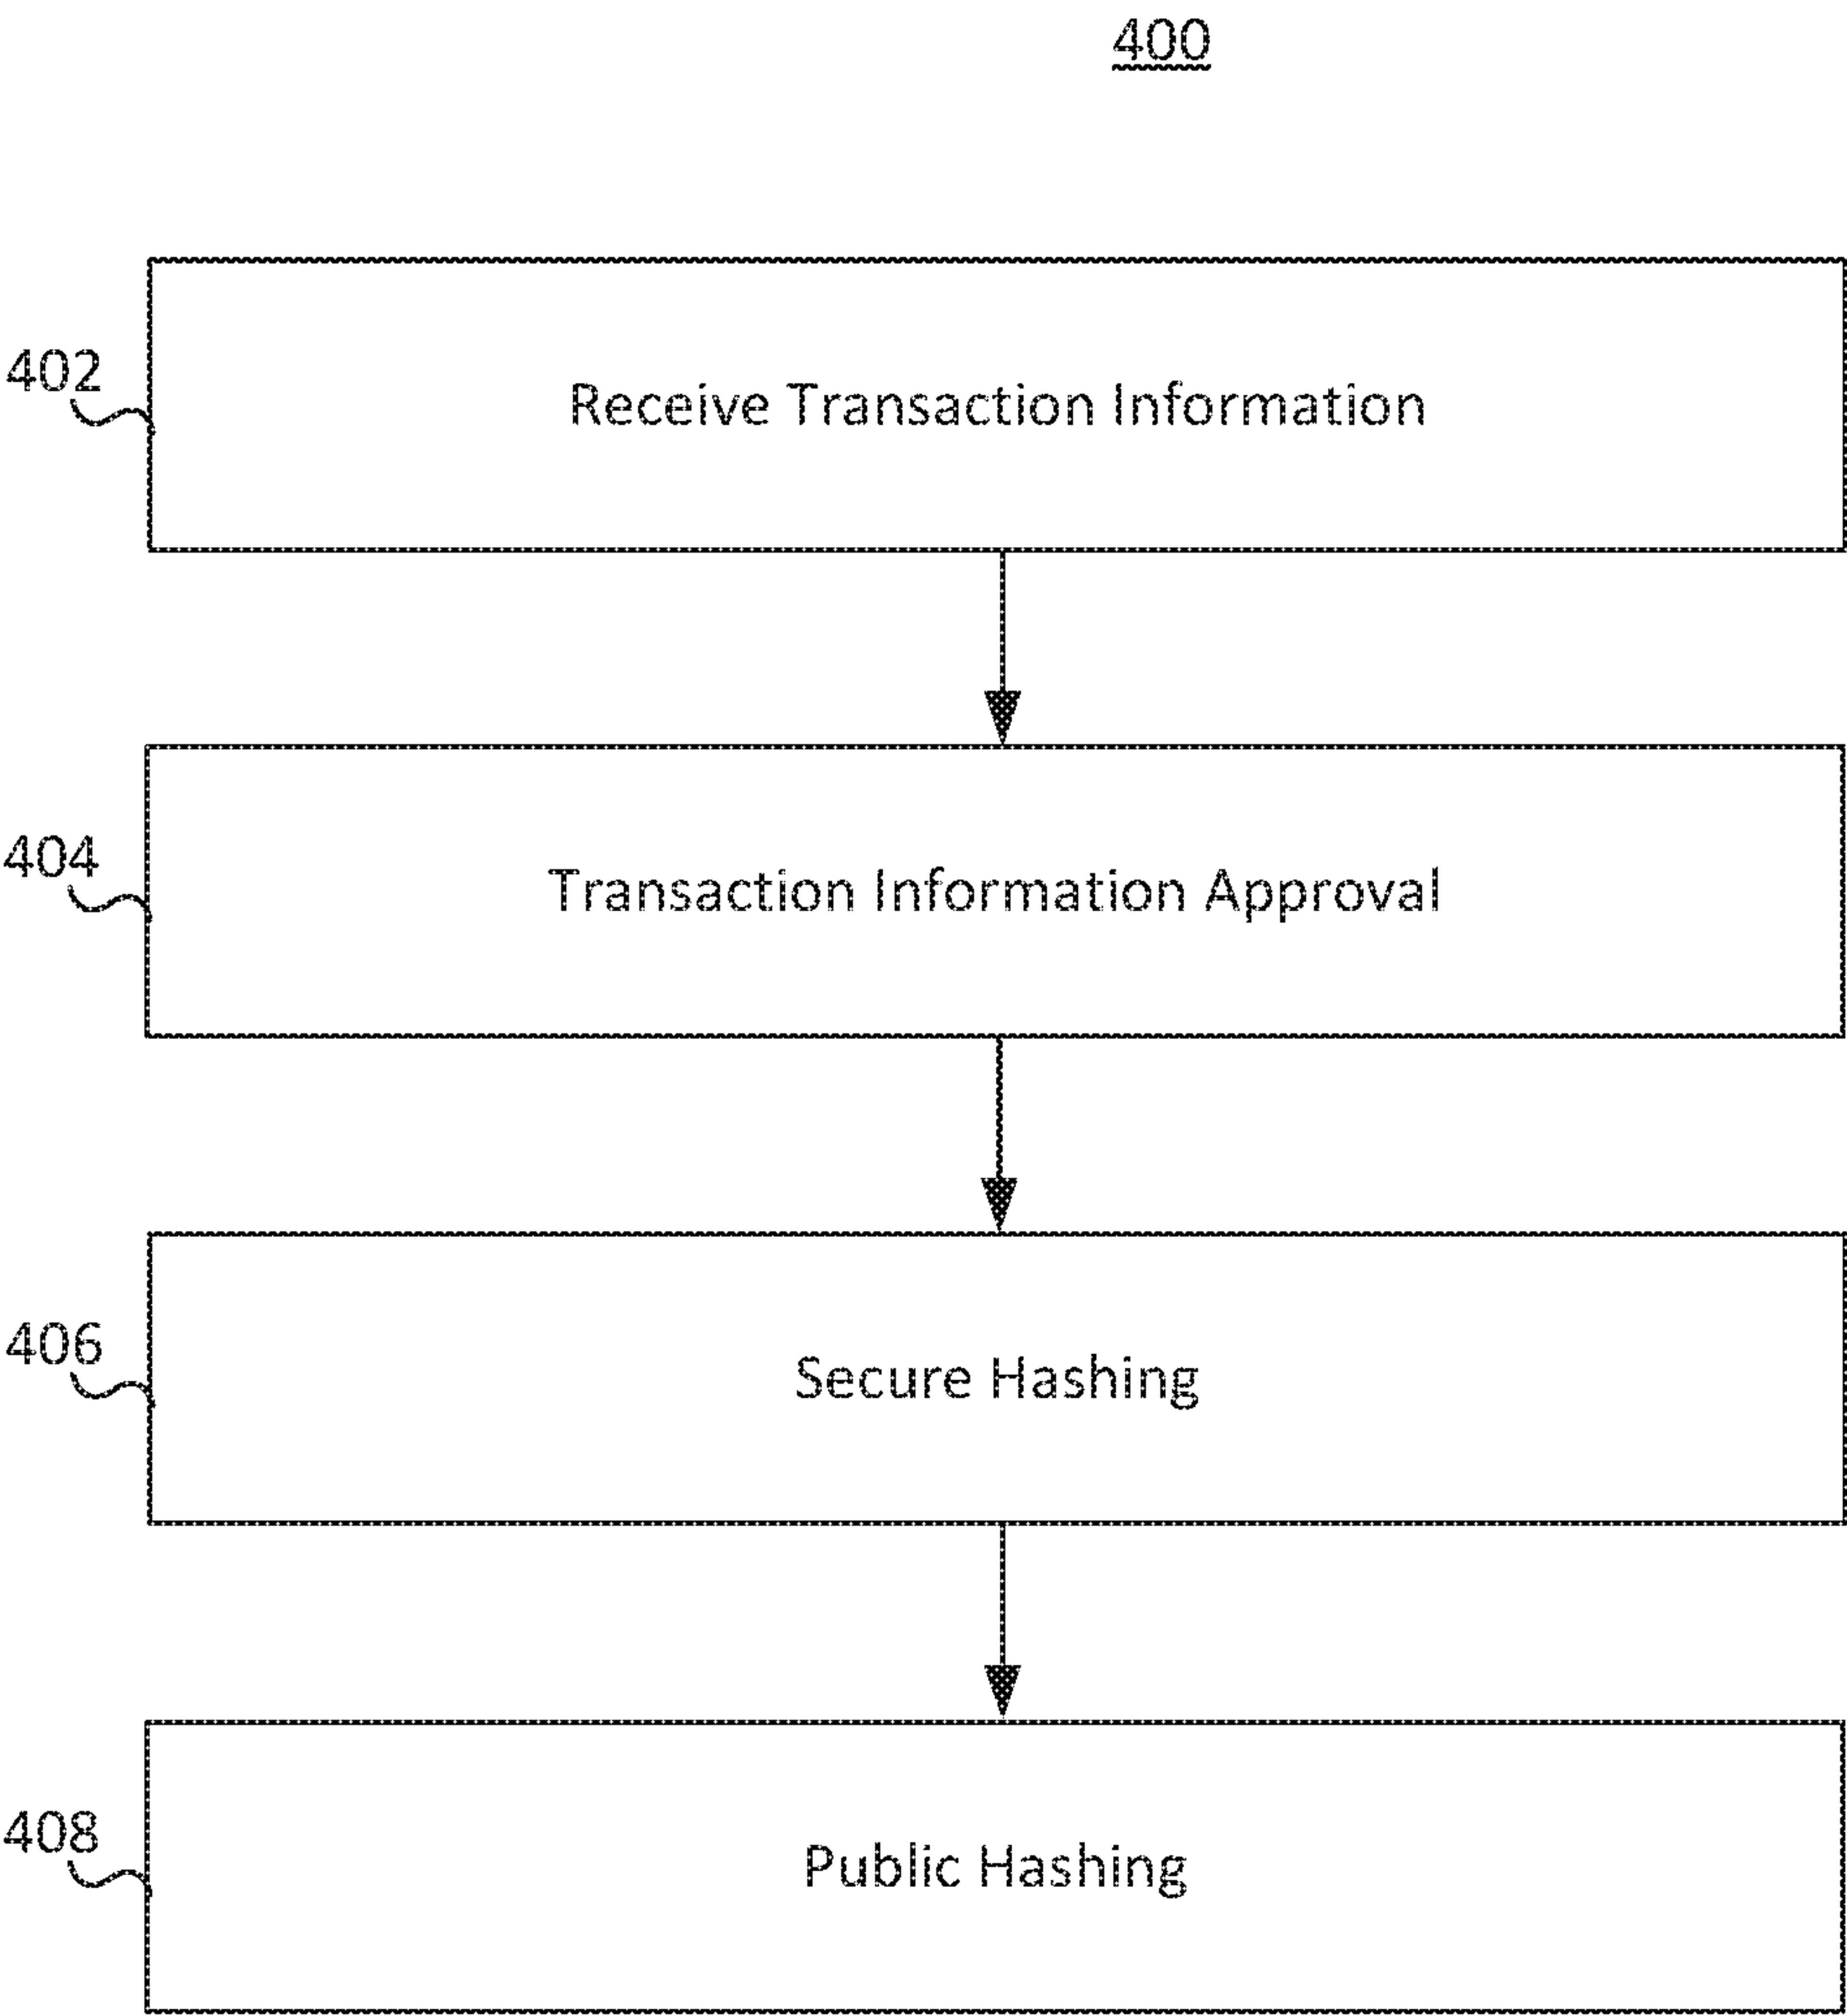 400
402
Receive Transaction Information
404
Transaction Information Approval
406
Secure Hashing
408
Public Hashing